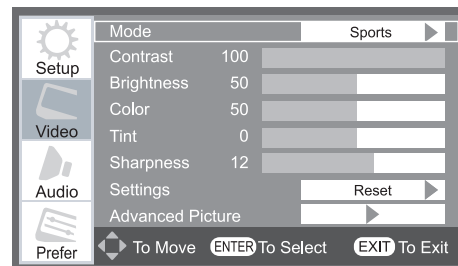 Setup
Video
Audio
Prefer
Mode Sports
Contrast 100
Brightness 50
Color 50
Tint 0
Sharpness 12
Settings Reset
Advanced Picture
To Move ENTER To Select EXIT To Exit